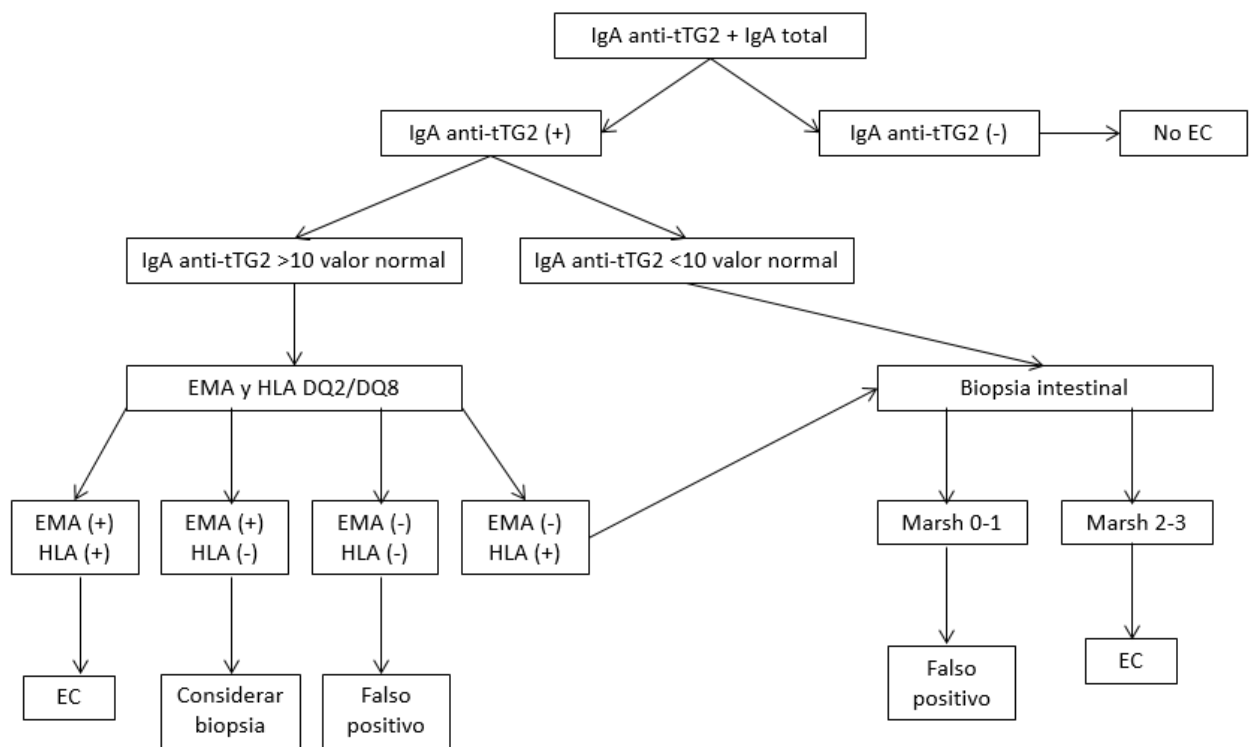 IgA anti-tTG2 + IgA total
IgA anti-tTG2 (+)
IgA anti-tTG2 (-)
No EC
IgA anti-tTG2 >10 valor normal
IgA anti-tTG2 <10 valor normal
EMA y HLA DQ2/DQ8
Biopsia intestinal
EMA (+)
HLA (+)
EMA (+)
HLA (-)
EMA (-)
HLA (-)
EMA (-)
HLA (+)
Marsh 0-1
Marsh 2-3
EC
Considerar
biopsia
Falso
positivo
Falso
positivo
EC